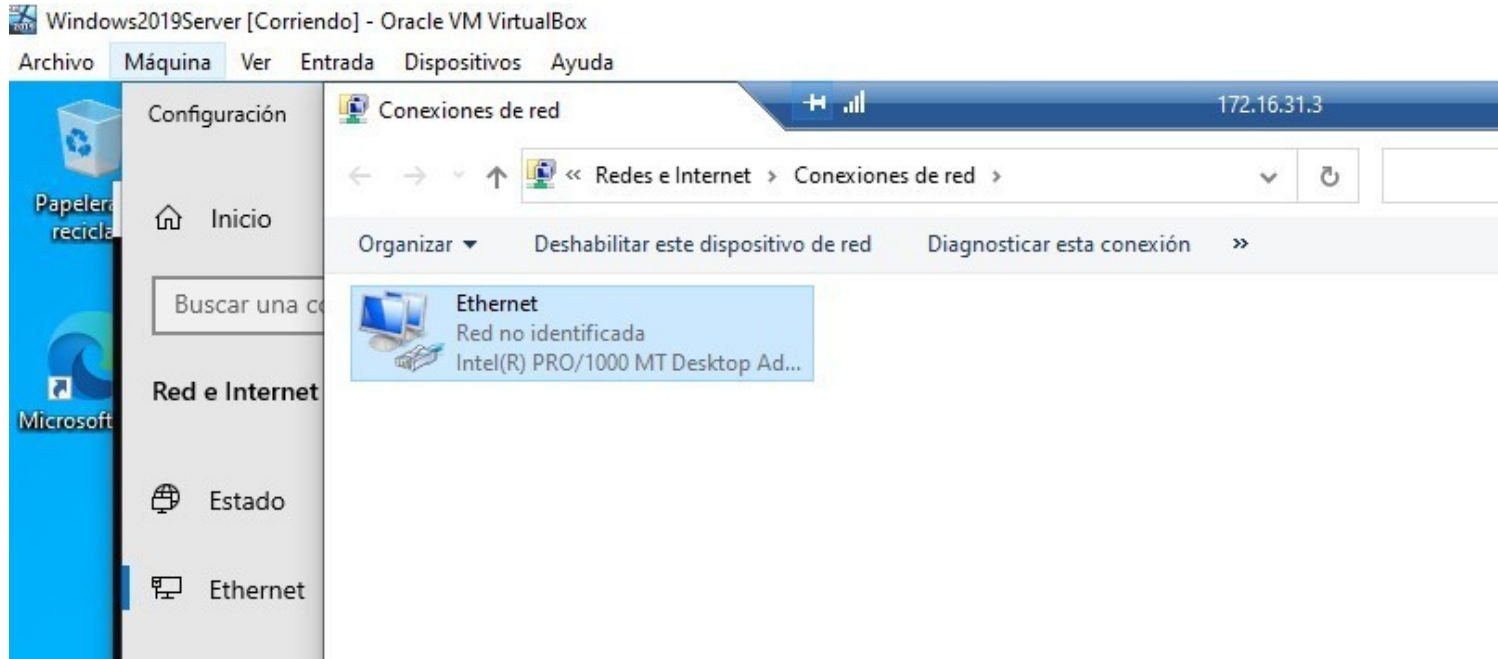 Windows2019Server [Corriendo] - Oracle VM VirtualBox
Archivo Máquina Ver Entrada Dispositivos Ayuda
Configuración
Conexiones de red
172.16.31.3
« Redes e Internet › Conexiones de red ›
Papelera
recicla
Inicio
Organizar Deshabilitar este dispositivo de red Diagnosticar esta conexión »
Buscar una co
Ethernet
Red no identificada
Intel(R) PRO/1000 MT Desktop Ad...
Red e Internet
Microsoft
Estado
Ethernet